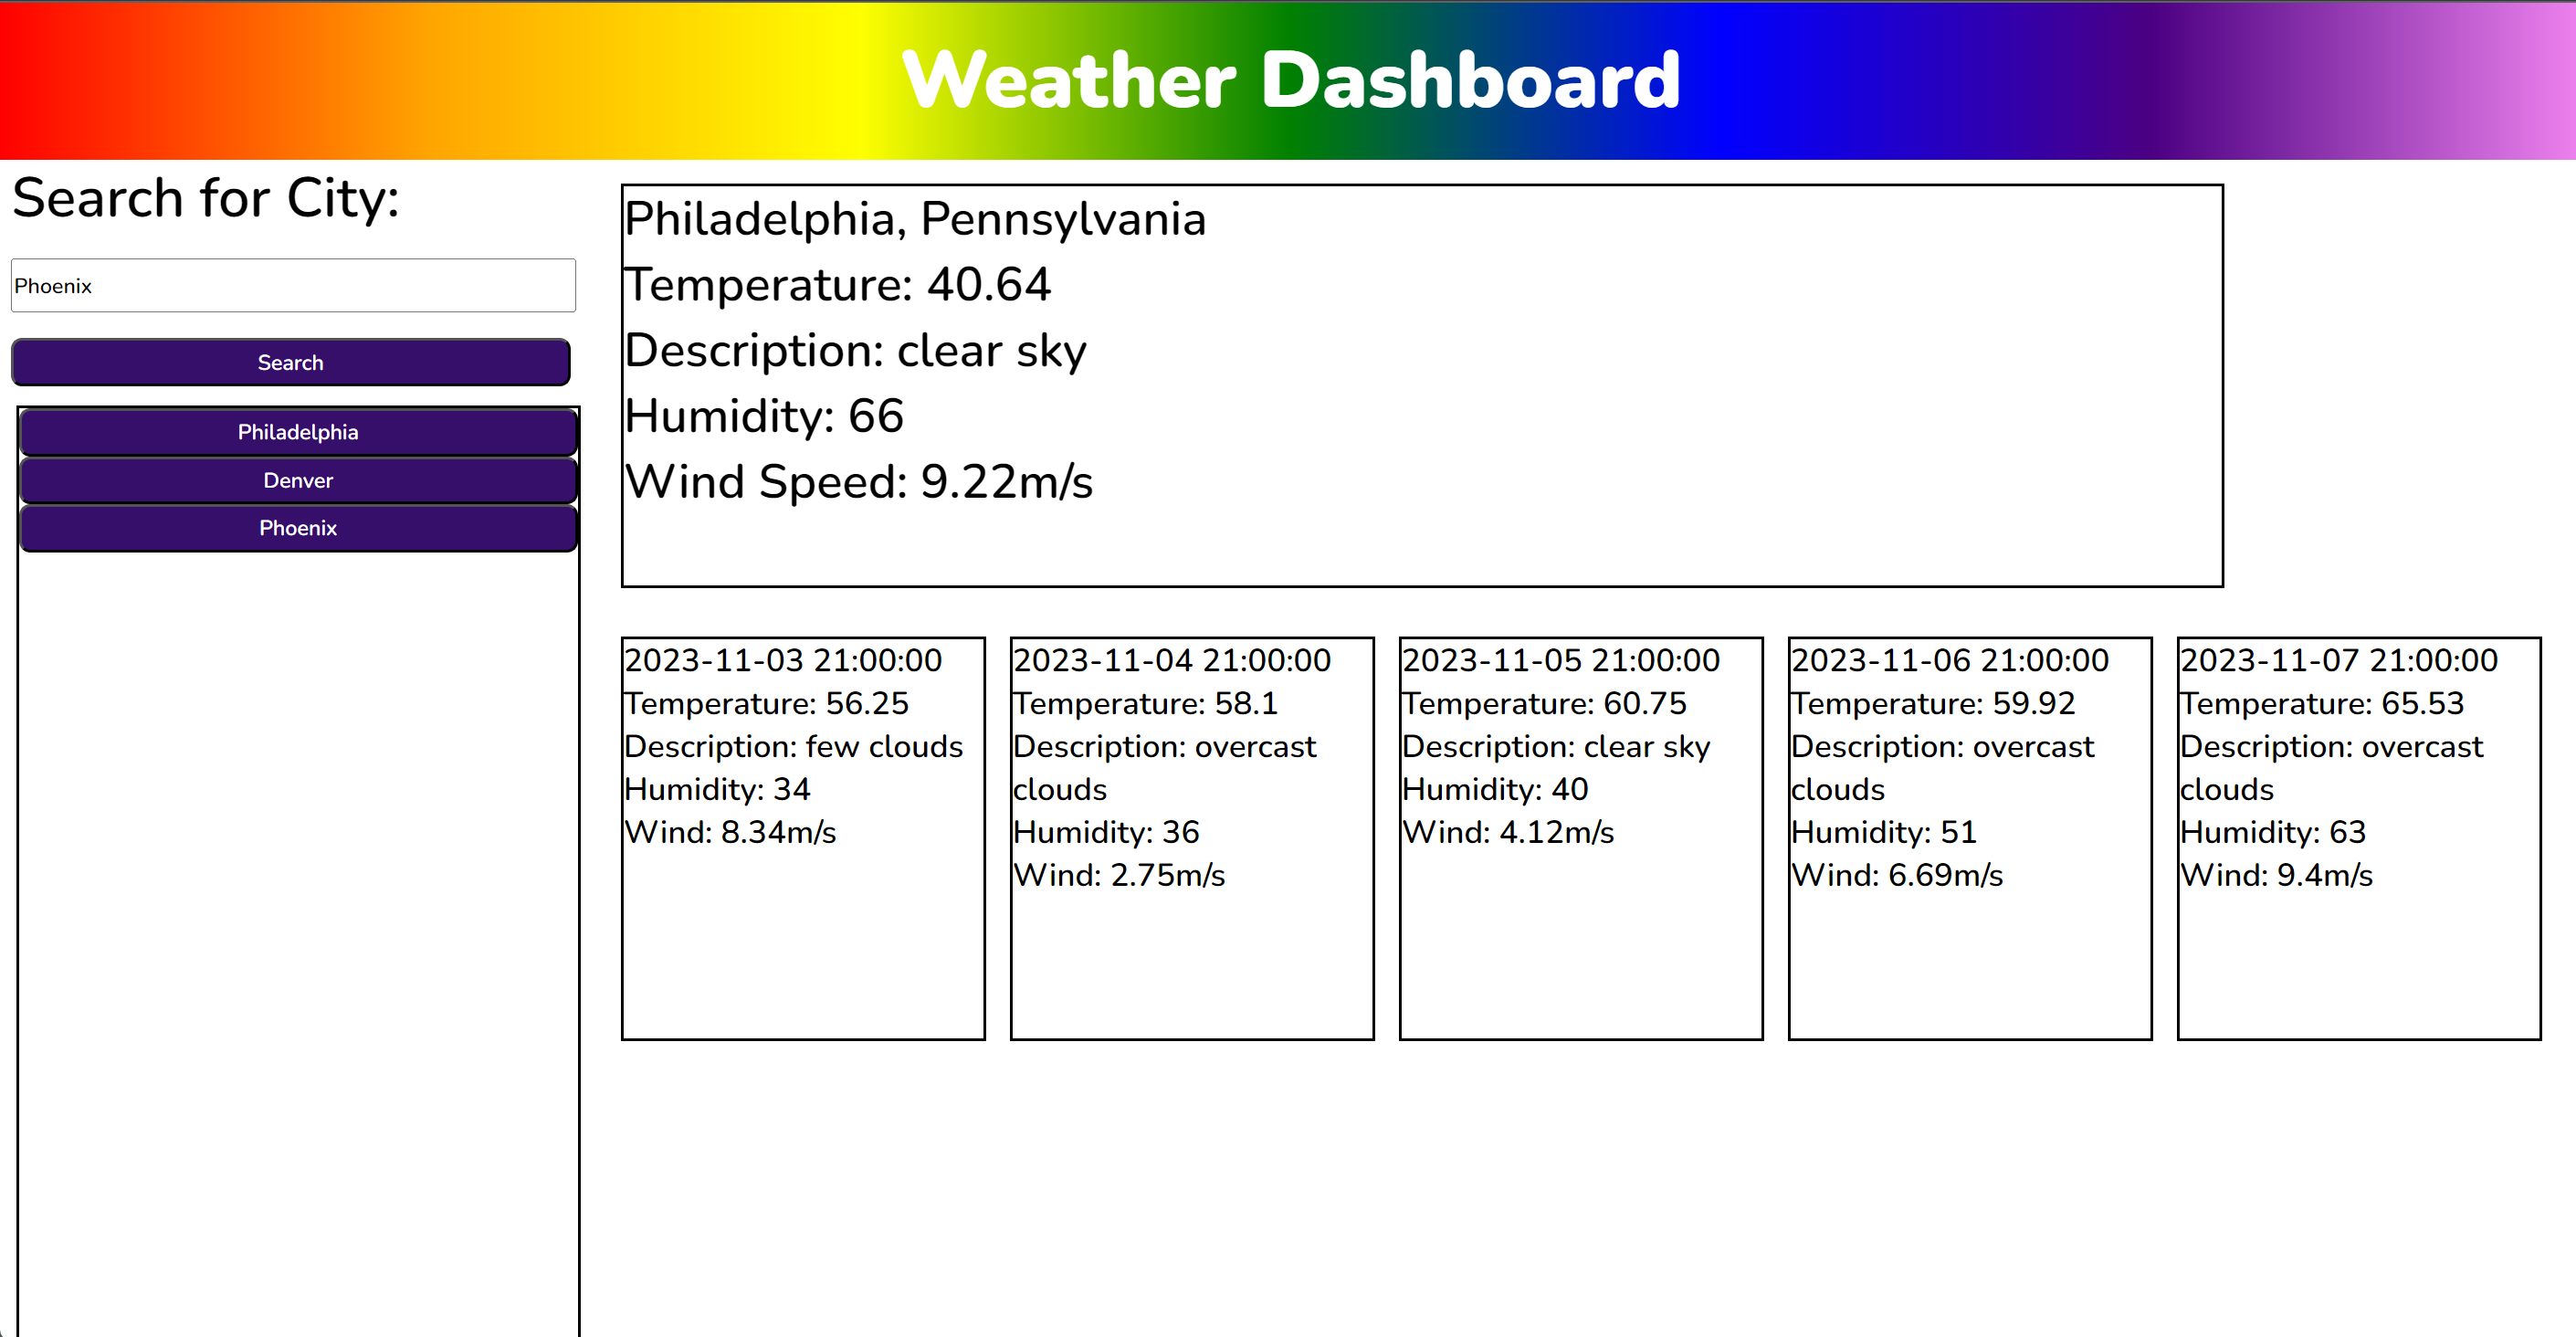 Weather Dashboard
Search for City:
Phoenix
Search
Philadelphia
Denver
Phoenix
Philadelphia, Pennsylvania
Temperature: 40.64
Description: clear sky
Humidity: 66
Wind Speed: 9.22m/s
2023-11-03 21:00:00
Temperature: 56.25
Description: few clouds
Humidity: 34
Wind: 8.34m/s
2023-11-04 21:00:00
Temperature: 58.1
Description: overcast
clouds
Humidity: 36
Wind: 2.75m/s
2023-11-05 21:00:00
Temperature: 60.75
Description: clear sky
Humidity: 40
Wind: 4.12m/s
2023-11-06 21:00:00
Temperature: 59.92
Description: overcast
clouds
Humidity: 51
Wind: 6.69m/s
2023-11-07 21:00:00
Temperature: 65.53
Description: overcast
clouds
Humidity: 63
Wind: 9.4m/s